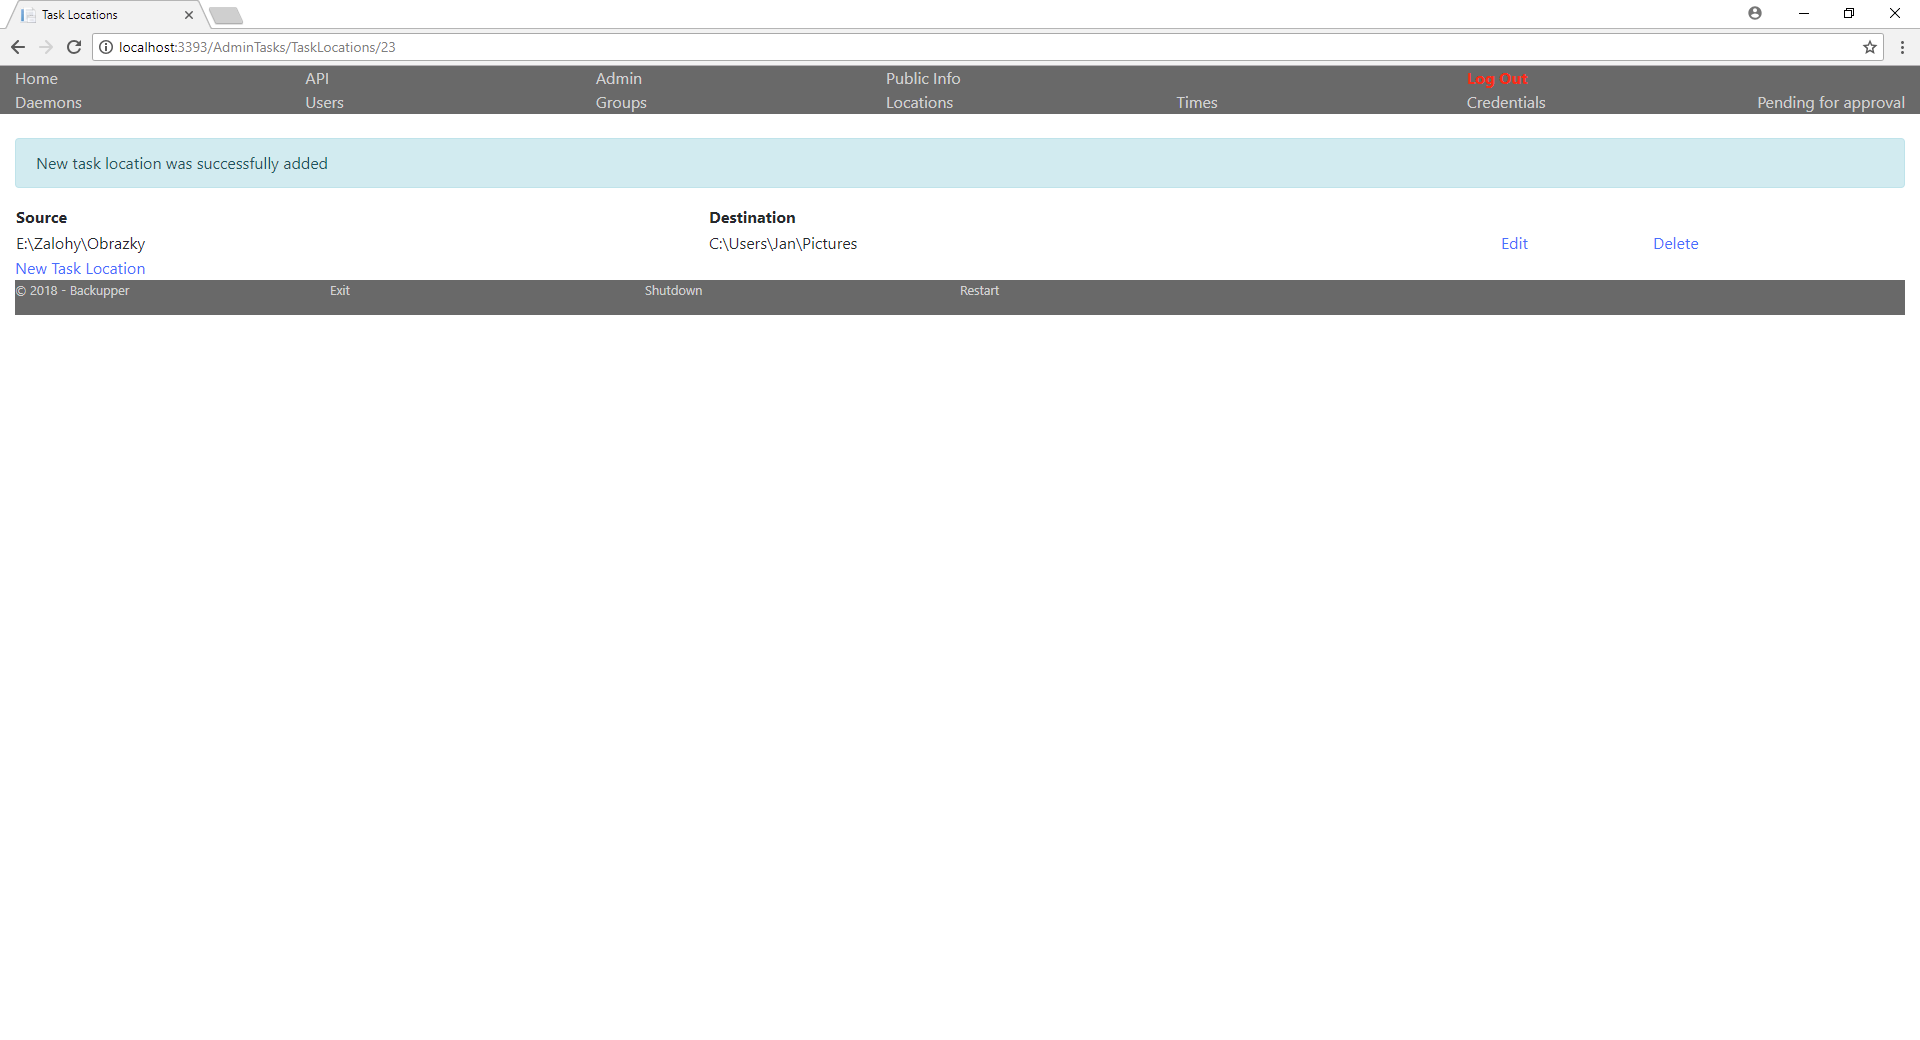 Task Locations
localhost:3393/AdminTasks/TaskLocations/23
Home API Admin Public Info Log Out
Daemons Users Groups Locations Times Credentials Pending for approval
New task location was successfully added
Source Destination
E:\Zalohy\Obrazky C:\Users\Jan\Pictures Edit Delete
New Task Location
© 2018 - Backupper Exit Shutdown Restart